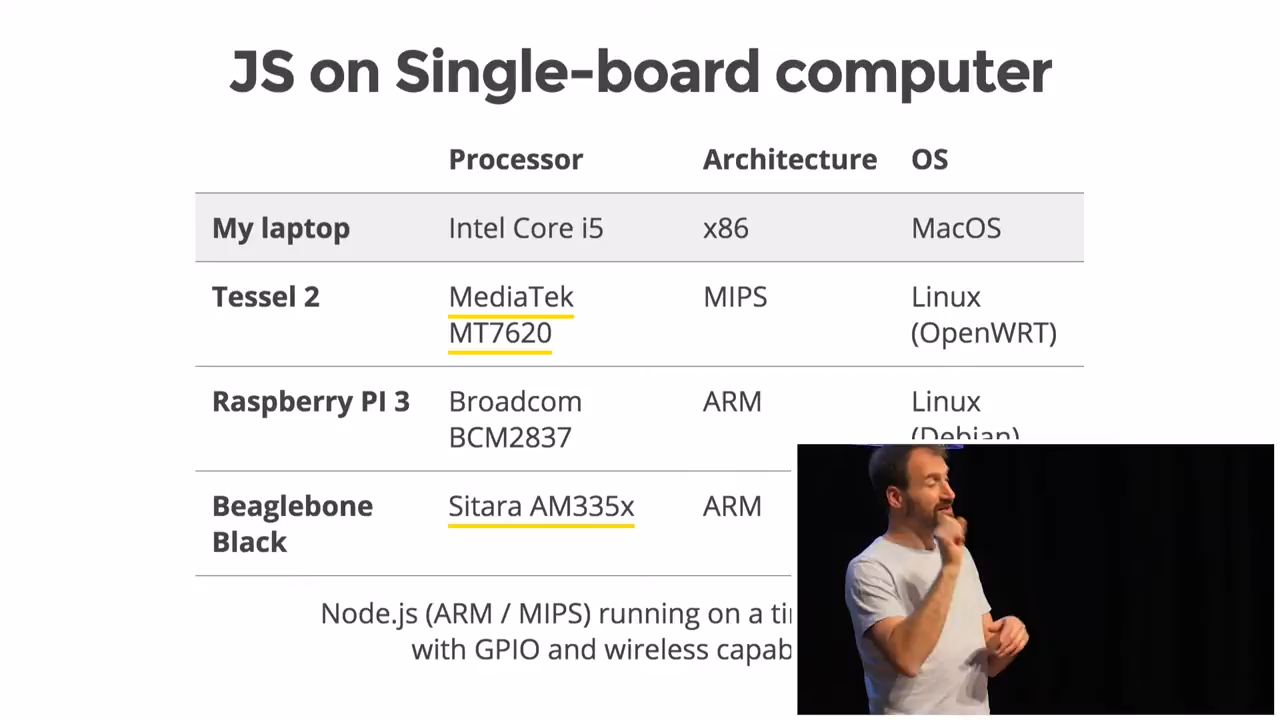 JS on Single-board computer
Processor Architecture OS
My laptop Intel Core i5 x86 MacOS
Tessel 2 MediaTek MIPS Linux
MT7620 (OpenWRT)
Raspberry PI 3 Broadcom ARM Linux
BCM2837 (Debian)
Beaglebone Sitara AM335x ARM
Black
Node.js (ARM / MIPS) running on a
with GPIO and wireless